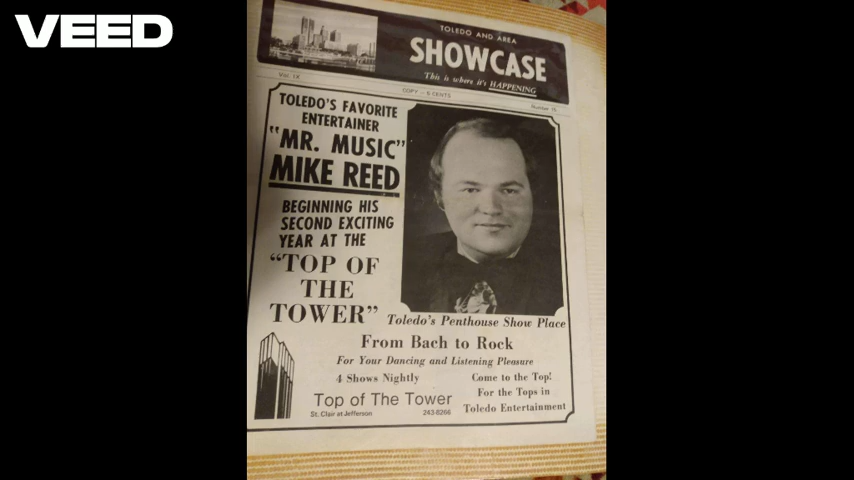 VEED
TOLEDO AND AREA
SHOWCASE
This is where it's HAPPENING
Vol. IX
COPY – 5 CENTS
TOLEDO'S FAVORITE
ENTERTAINER
"MR. MUSIC"
MIKE REED
BEGINNING HIS
SECOND EXCITING
YEAR AT THE
"TOP OF
THE
TOWER"
Toledo's Penthouse Show Place
From Bach to Rock
For Your Dancing and Listening Pleasure
4 Shows Nightly
Come to the Top!
For the Tops in
Toledo Entertainment
Top of The Tower
St. Clair at Jefferson
243-8266